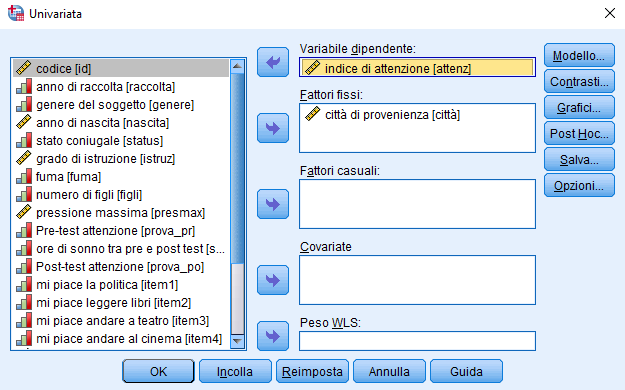 Univariata
codice [id]
anno di raccolta [raccolta]
genere del soggetto [genere]
anno di nascita [nascita]
stato coniugale [status]
grado di istruzione [istruz]
fuma [fuma]
numero di figli [figli]
pressione massima [presmax]
Pre-test attenzione [prova_pr]
ore di sonno tra pre e post test [s...
Post-test attenzione [prova_po]
mi piace la politica [item1]
mi piace leggere libri [item2]
mi piace andare a teatro [item3]
mi piace andare al cinema [item4]
Variabile dipendente:
indice di attenzione [attenz]
Fattori fissi:
città di provenienza [città]
Fattori casuali:
Covariate
Peso WLS:
Modello...
Contrasti...
Grafici...
Post Hoc...
Salva...
Opzioni...
OK
Incolla
Reimposta
Annulla
Guida